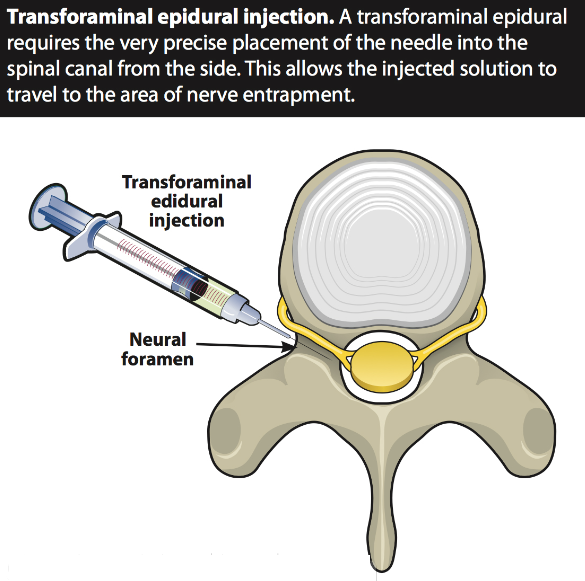 Transforaminal epidural injection. A transforaminal epidural
requires the very precise placement of the needle into the
spinal canal from the side. This allows the injected solution to
travel to the area of nerve entrapment.
Transforaminal
edidural
injection
Neural
foramen